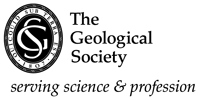 The
Geological
Society
serving science & profession